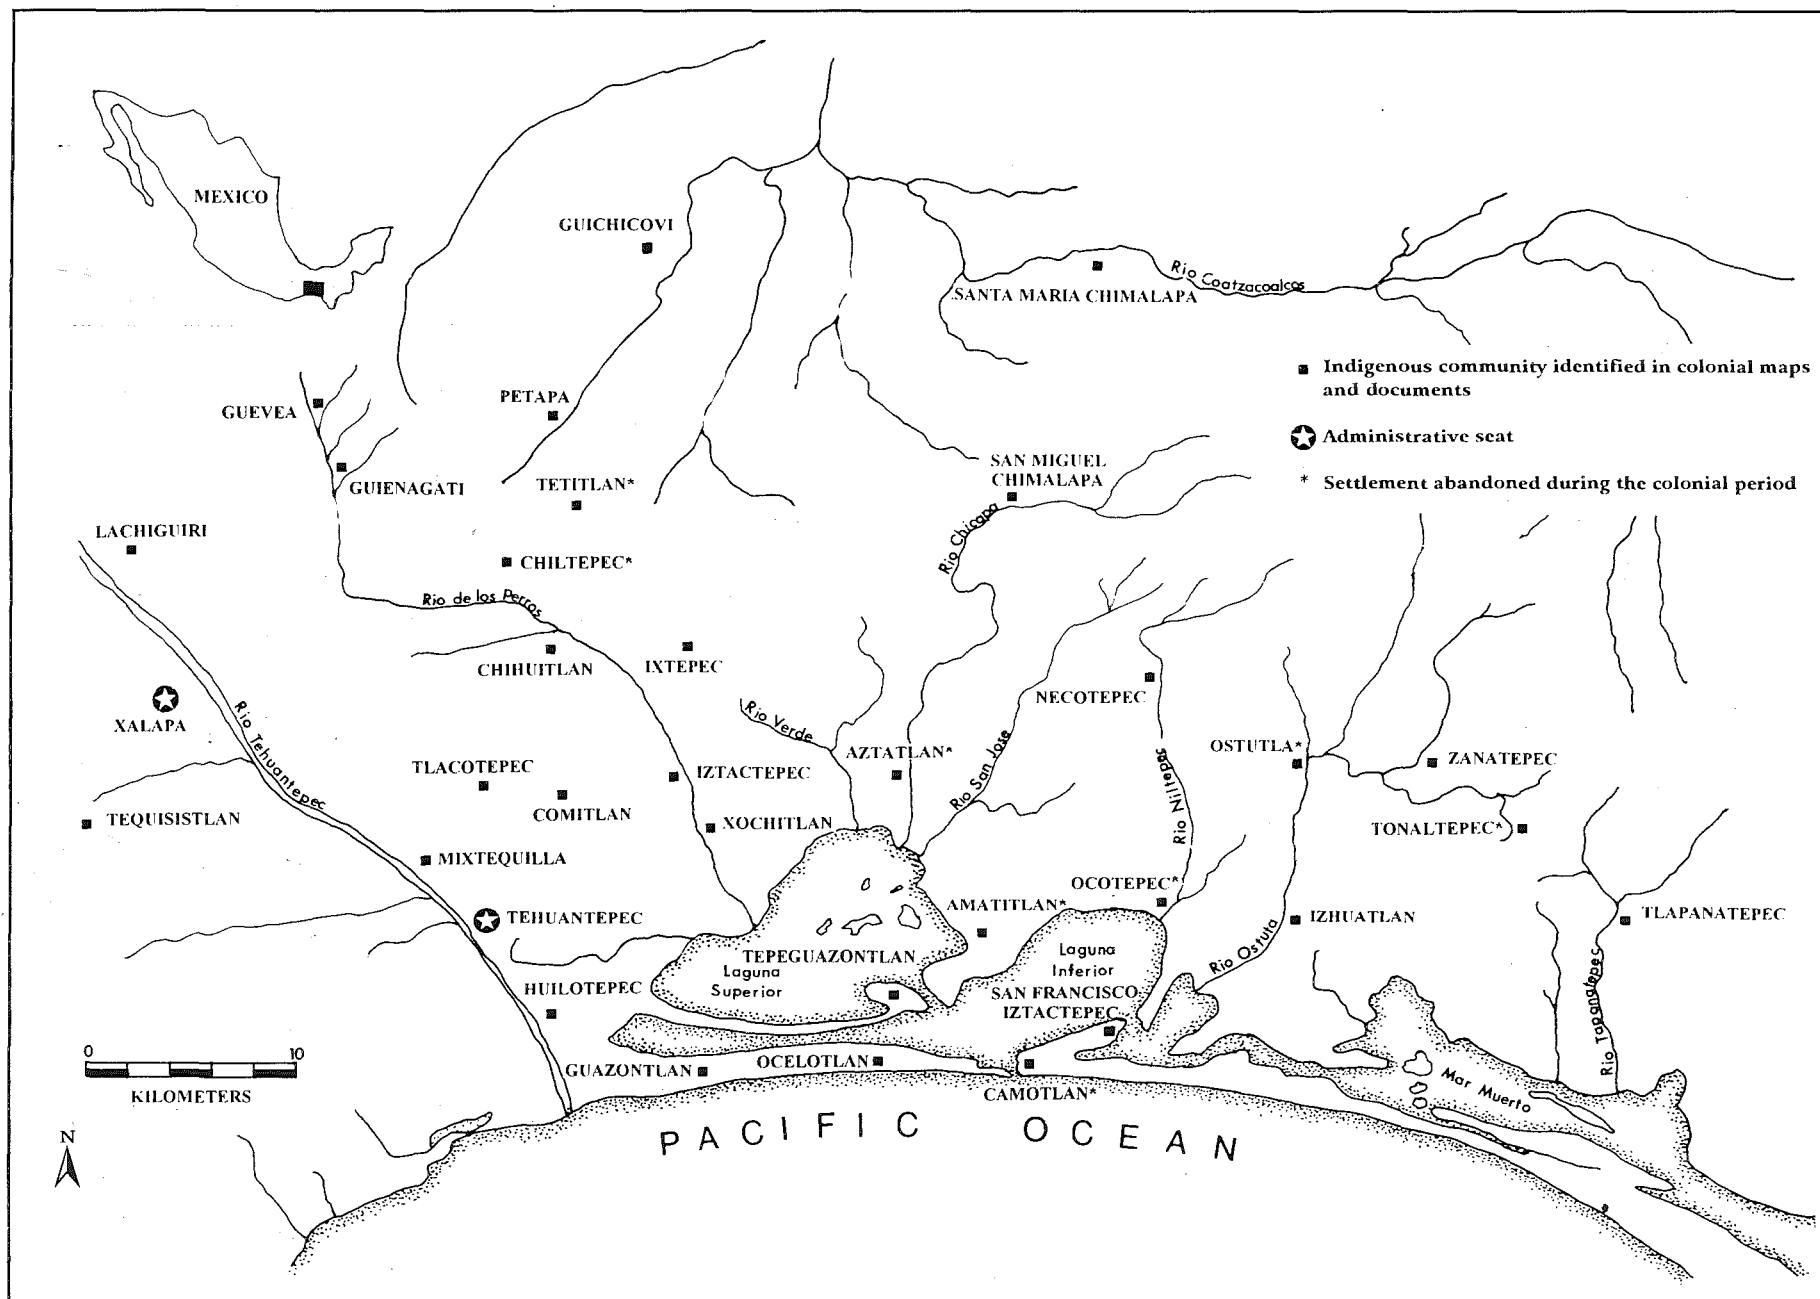 MEXICO
GUICHICOVI
Rio Coatzacoalcos
SANTA MARIA CHIMALAPA
■ Indigenous community identified in colonial maps
and documents
Administrative seat
* Settlement abandoned during the colonial period
GUEVEA
PETAPA
GUIENAGATI
TETITLAN*
SAN MIGUEL
CHIMALAPA
LACHIGUIRI
CHILTEPEC*
Rio Chicapa
Rio de los Perros
CHIHUITLAN
IXTEPEC
NECOTEPEC
XALAPA
Rio Tehuantepec
Rio Verde
AZTATLAN*
Rio San Jose
Rio Niltepec
OSTUTLA*
ZANATEPEC
TLACOTEPEC
IZTACTEPEC
COMITLAN
TEQUISISTLAN
XOCHITLAN
TONALTEPEC*
MIXTEQUILLA
OCOTEPEC*
AMATITLAN*
TEHUANTEPEC
IZHUATLAN
TLAPANATEPEC
TEPEGUAZONTLAN
Laguna
Superior
Laguna
Inferior
Rio Ostuta
HUILOTEPEC
SAN FRANCISCO
IZTACTEPEC
Rio Tapanatepec
0 10
KILOMETERS
GUAZONTLAN
OCELOTLAN
CAMOTLAN*
Mar Muerto
N
PACIFIC OCEAN